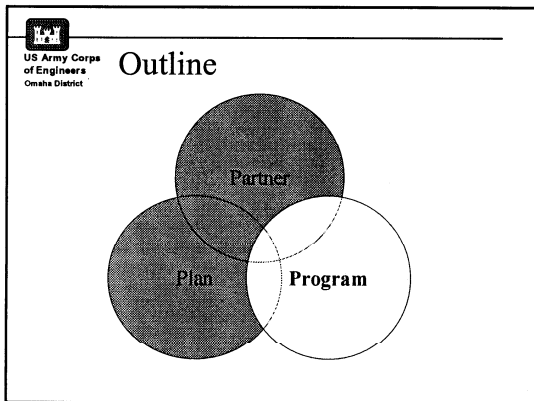 US Army Corps
of Engineers
Omaha District
Outline
Partner
Plan
Program